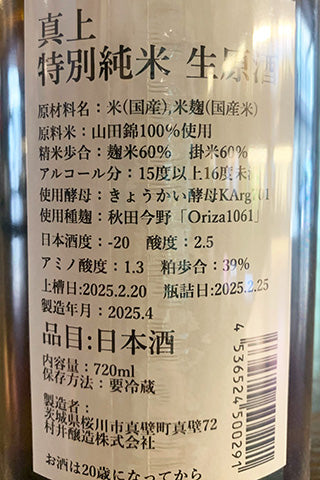 真上
特別純米 生原酒
原材料名：米(国産),米麹(国産米)
原料米：山田錦100%使用
精米歩合：麹米60% 掛米60%
アルコール分：15度以上16度未満
使用酵母：きょうかい酵母KArg701
使用種麹：秋田今野「Oriza1061」
日本酒度：-20 酸度：2.5
アミノ酸度：1.3 粕歩合：39%
上槽日:2025.2.20 瓶詰日:2025.2.25
製造年月：2025.4
品目:日本酒
内容量：720ml
保存方法：要冷蔵
製造者：
茨城県桜川市真壁町真壁72
村井醸造株式会社
お酒は20歳になってから
4536524500291